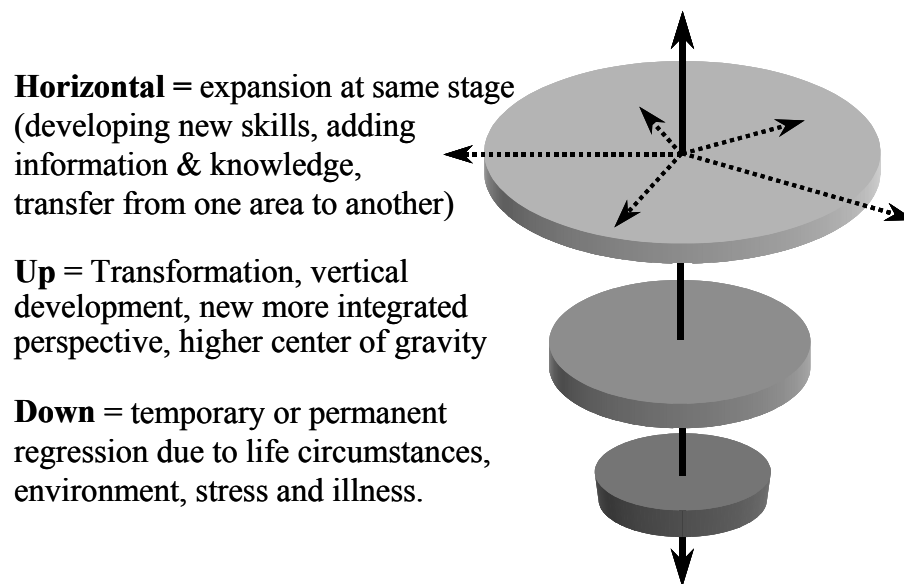 Horizontal = expansion at same stage
(developing new skills, adding
information & knowledge,
transfer from one area to another)
Up = Transformation, vertical
development, new more integrated
perspective, higher center of gravity
Down = temporary or permanent
regression due to life circumstances,
environment, stress and illness.